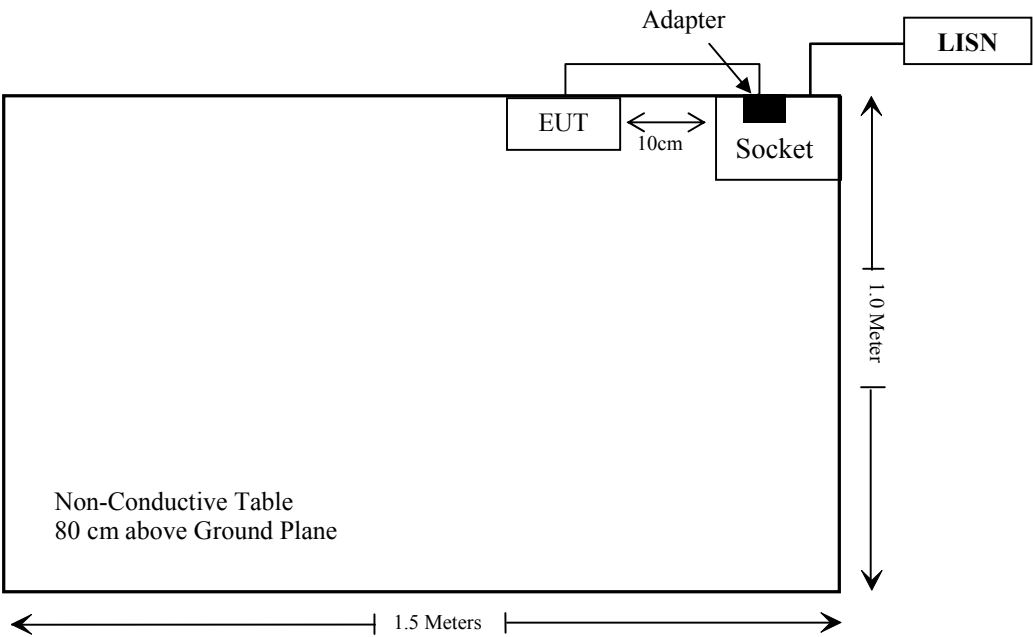 Adapter
LISN
EUT
10cm
Socket
1.0 Meter
Non-Conductive Table
80 cm above Ground Plane
1.5 Meters